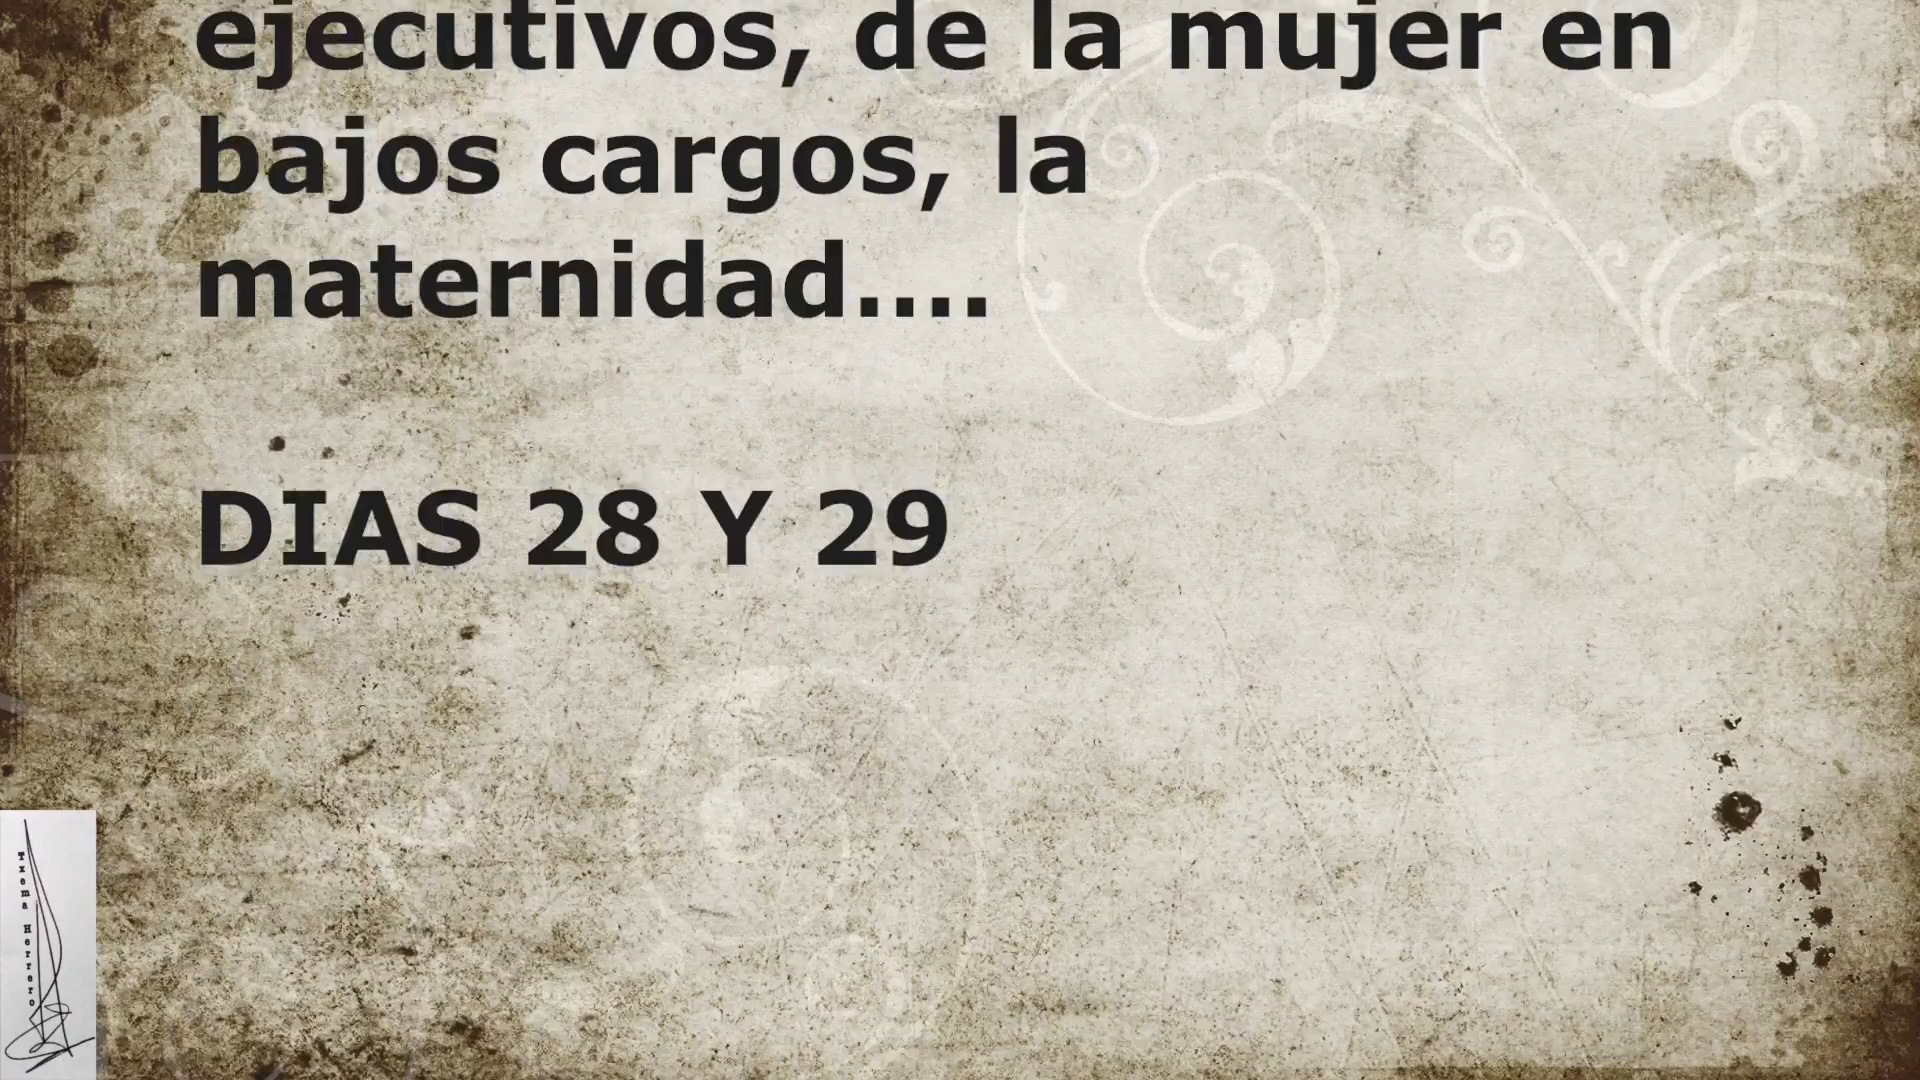 ejecutivos, de la mujer en
bajos cargos, la
maternidad....
DIAS 28 Y 29
Txema Herrero